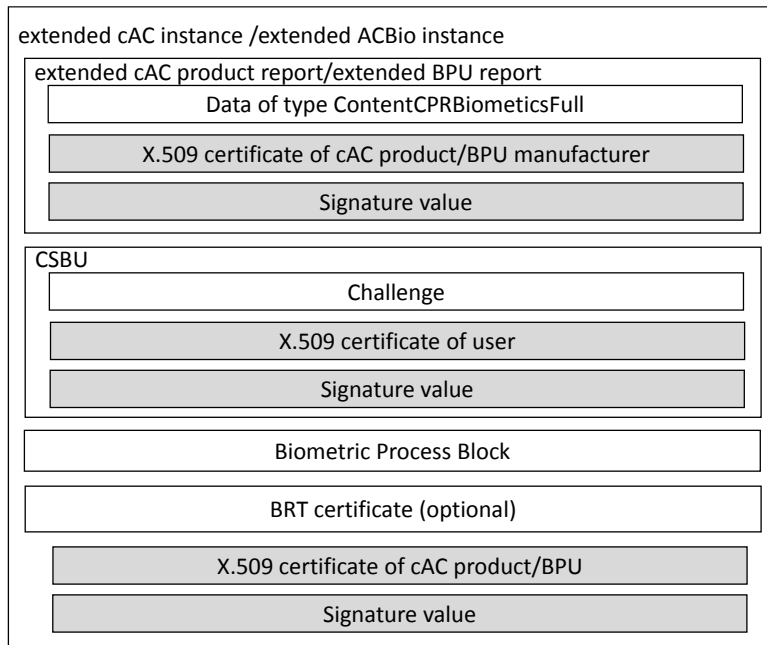 extended cAC instance /extended ACBio instance
extended cAC product report/extended BPU report
Data of type ContentCPRBiometicsFull
X.509 certificate of cAC product/BPU manufacturer
Signature value
CSBU
Challenge
X.509 certificate of user
Signature value
Biometric Process Block
BRT certificate (optional)
X.509 certificate of cAC product/BPU
Signature value